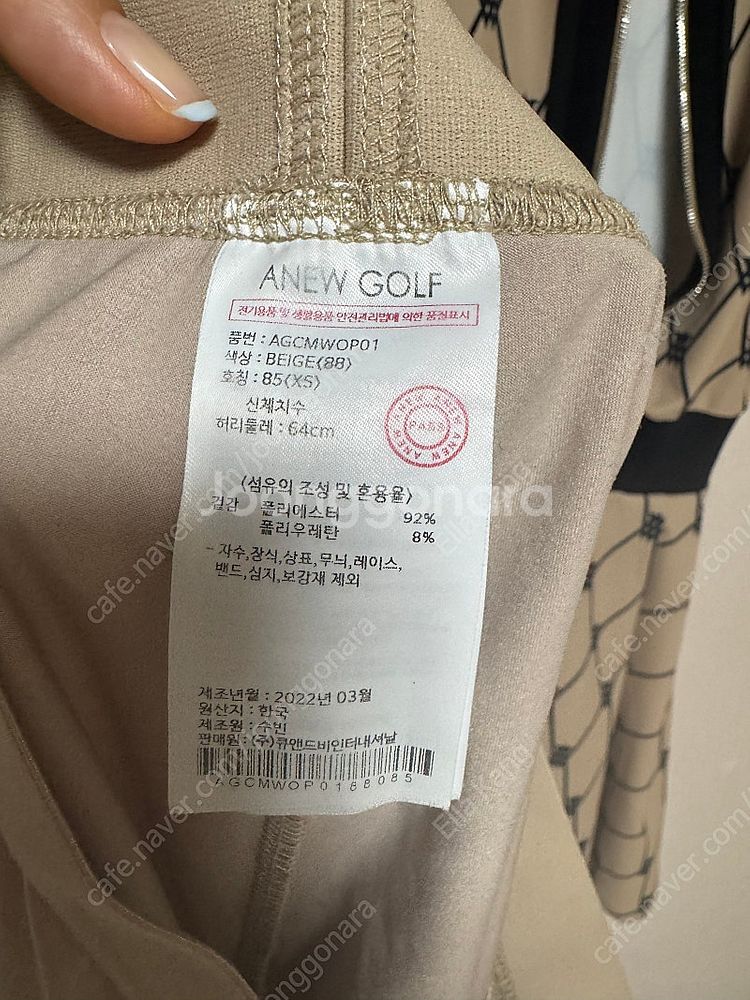 ANEW GOLF
전기용품 및 생활용품 안전관리법에 의한 품질표시
품번 : AGCMWOP01
색상 : BEIGE(88)
호칭 : 85(XS)
신체치수
허리둘레 : 64cm
ANEW ANEW ANEW
PASS
(섬유의 조성 및 혼용율)
겉감 폴리에스터 92%
폴리우레탄 8%
- 자수,장식,상표,무늬,레이스,
밴드,심지,보강재 제외
제조년월 : 2022년 03월
원산지 : 한국
제조원 : 수빈
판매원 : (주)큐앤드비인터내셔날
AGCMWOP0188085
Joonggonara
cafe.naver.com
cafe.naver.com
cafe.naver.com
cafe.naver.com